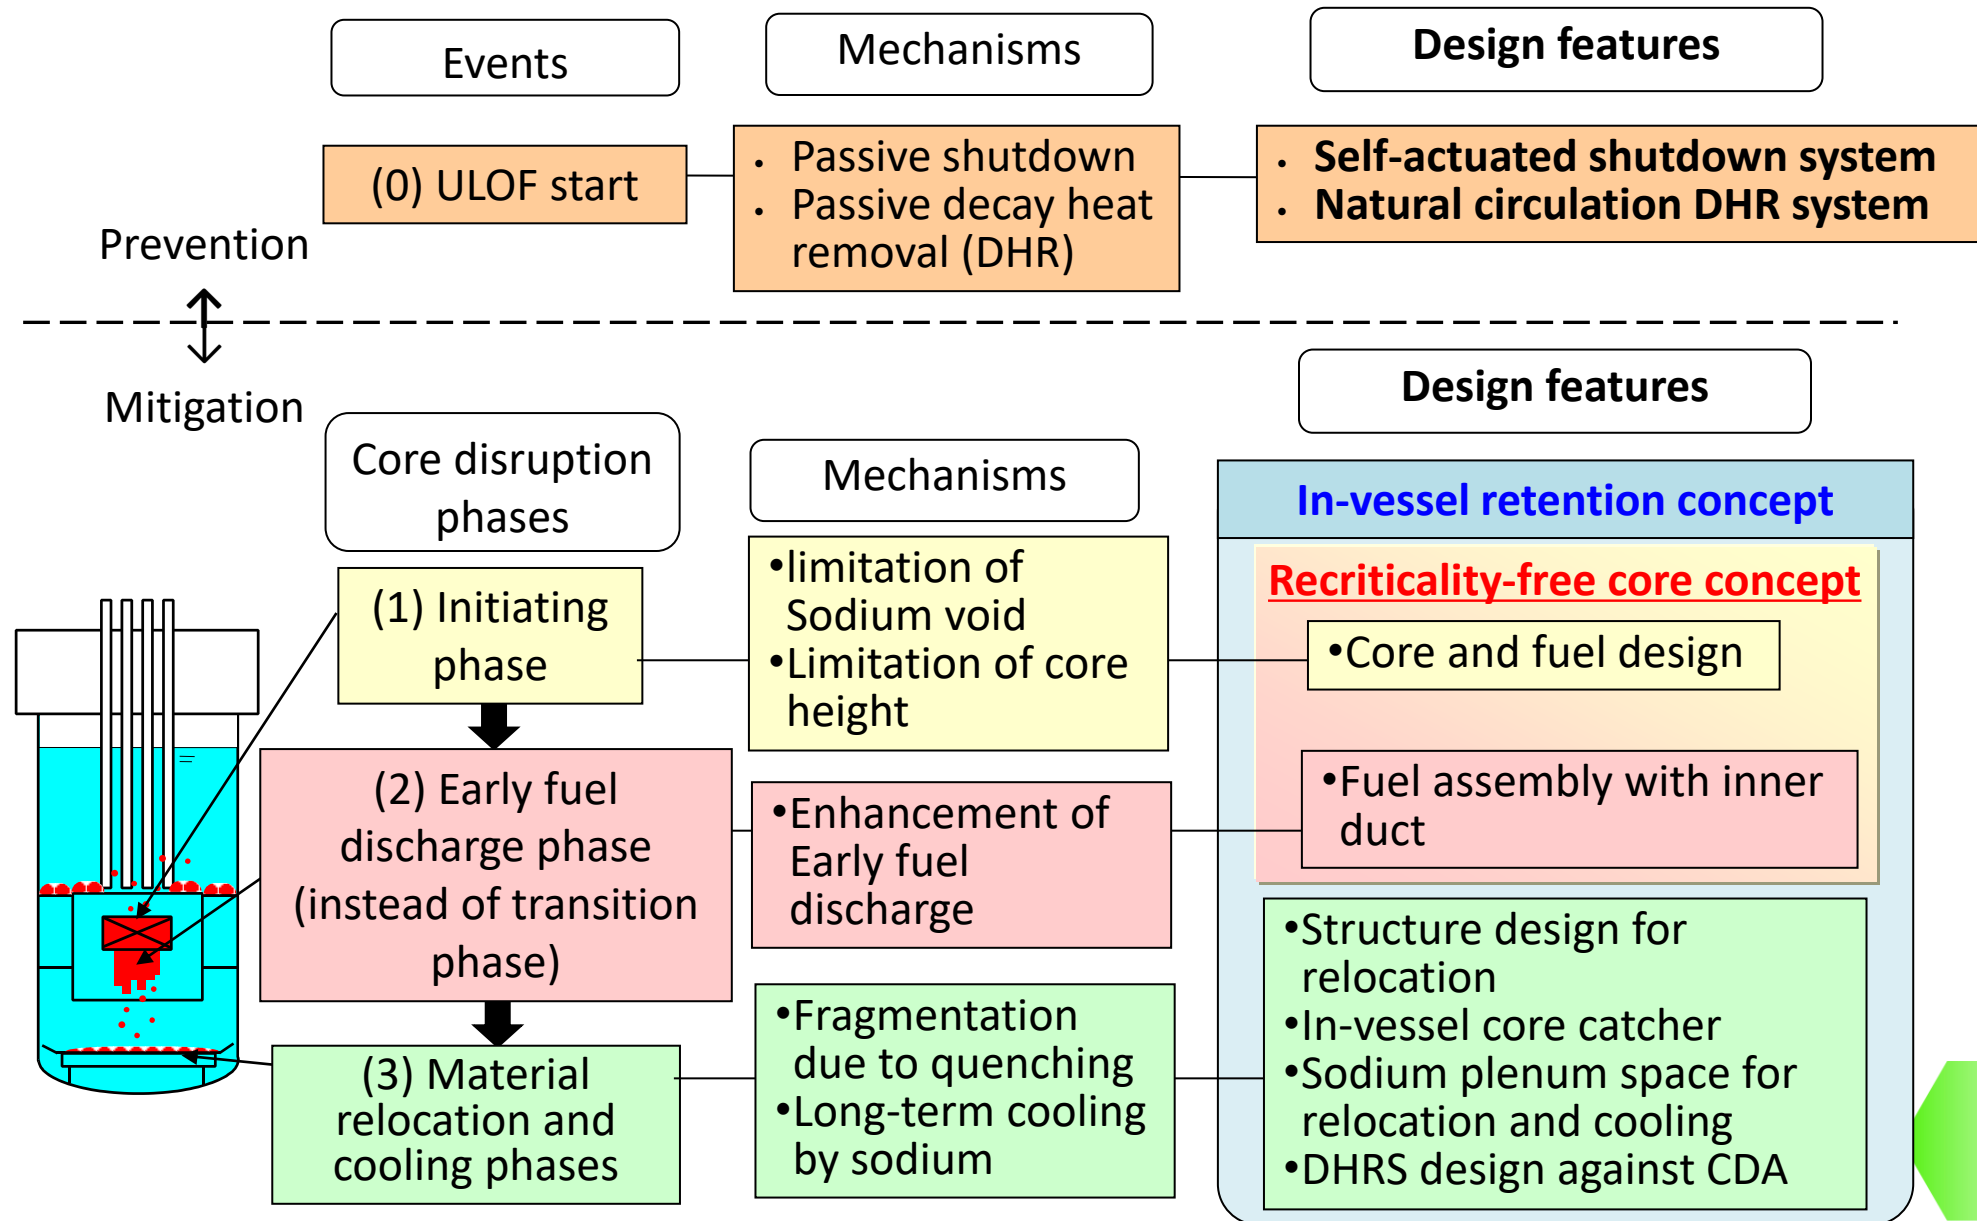 Events
Mechanisms
Design features
(0) ULOF start
• Passive shutdown
• Passive decay heat
removal (DHR)
• Self-actuated shutdown system
• Natural circulation DHR system
Prevention
Mitigation
Design features
Core disruption
phases
Mechanisms
In-vessel retention concept
Recriticality-free core concept
(1) Initiating
phase
•limitation of
Sodium void
•Limitation of core
height
•Core and fuel design
(2) Early fuel
discharge phase
(instead of transition
phase)
•Enhancement of
Early fuel
discharge
•Fuel assembly with inner
duct
(3) Material
relocation and
cooling phases
•Fragmentation
due to quenching
•Long-term cooling
by sodium
•Structure design for
relocation
•In-vessel core catcher
•Sodium plenum space for
relocation and cooling
•DHRS design against CDA